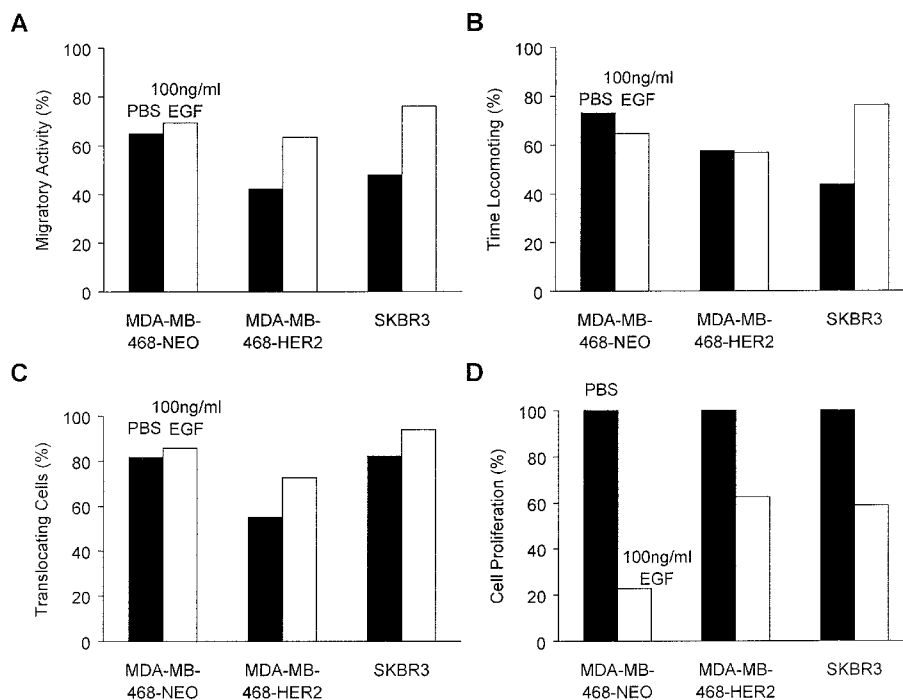 A
Migratory Activity (%)
100
80
60
40
20
0
100ng/ml
PBS EGF
MDA-MB-
468-NEO
MDA-MB-
468-HER2
SKBR3
B
Time Locomoting (%)
100
80
60
40
20
0
100ng/ml
PBS EGF
MDA-MB-
468-NEO
MDA-MB-
468-HER2
SKBR3
C
Translocating Cells (%)
100
80
60
40
20
0
100ng/ml
PBS EGF
MDA-MB-
468-NEO
MDA-MB-
468-HER2
SKBR3
D
Cell Proliferation (%)
100
80
60
40
20
0
PBS
100ng/ml
EGF
MDA-MB-
468-NEO
MDA-MB-
468-HER2
SKBR3